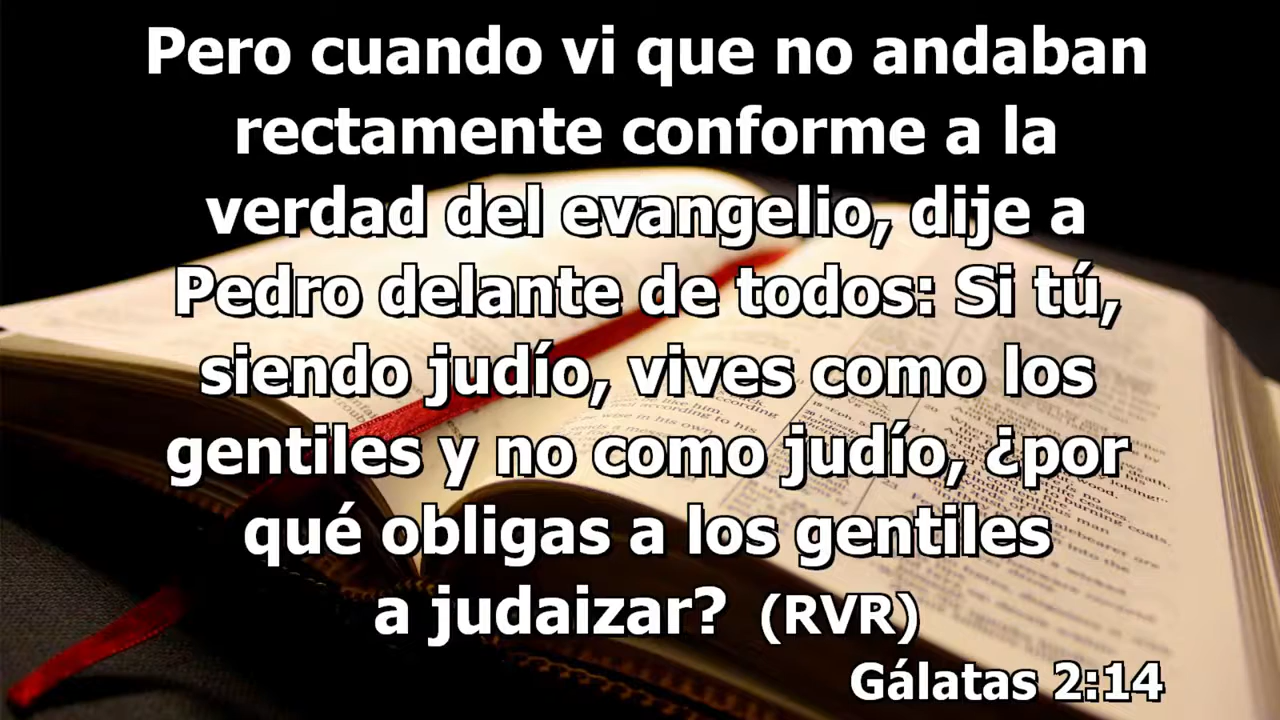 Pero cuando vi que no andaban
rectamente conforme a la
verdad del evangelio, dije a
Pedro delante de todos: Si tú,
siendo judío, vives como los
gentiles y no como judío, ¿por
qué obligas a los gentiles
a judaizar? (RVR)
Gálatas 2:14